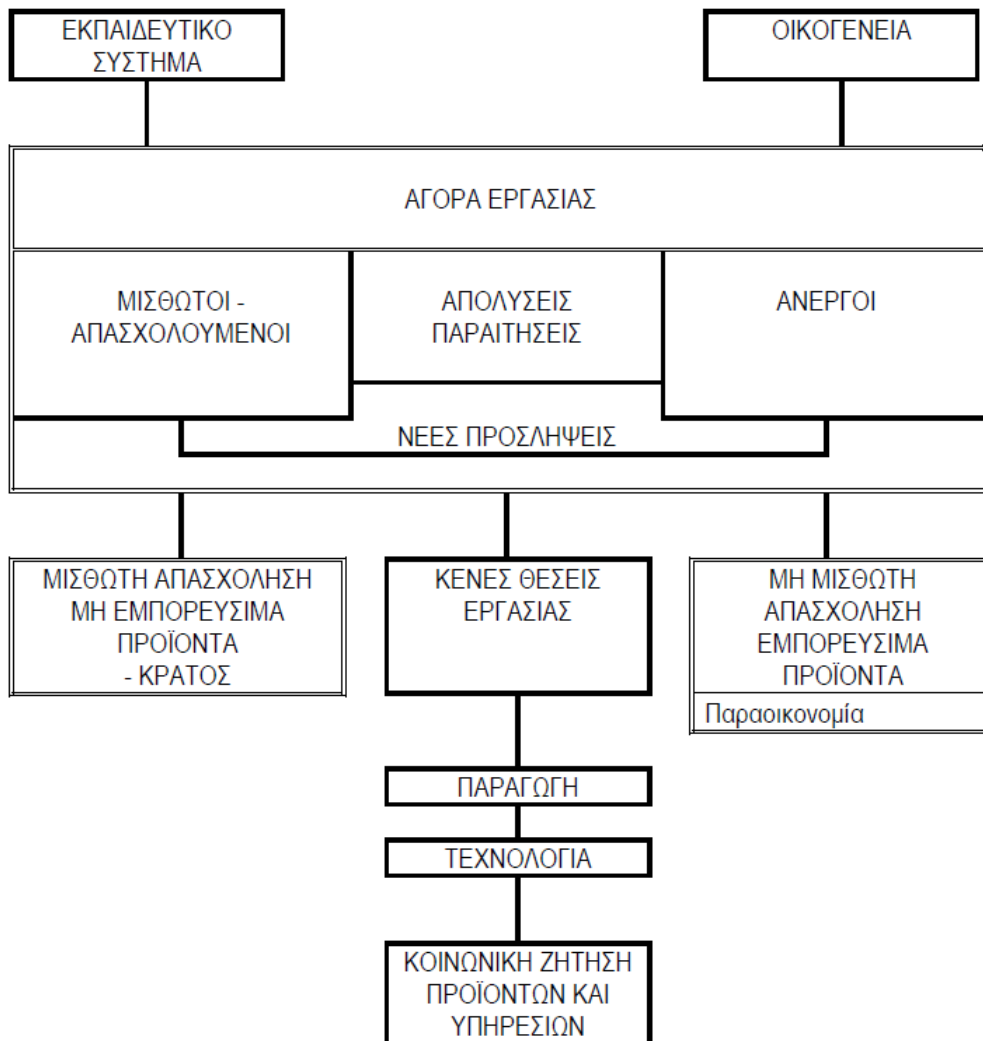 ΕΚΠΑΙΔΕΥΤΙΚΟ
ΣΥΣΤΗΜΑ
ΟΙΚΟΓΕΝΕΙΑ
ΑΓΟΡΑ ΕΡΓΑΣΙΑΣ
ΜΙΣΘΩΤΟΙ -
ΑΠΑΣΧΟΛΟΥΜΕΝΟΙ
ΑΠΟΛΥΣΕΙΣ
ΠΑΡΑΙΤΗΣΕΙΣ
ΑΝΕΡΓΟΙ
ΝΕΕΣ ΠΡΟΣΛΗΨΕΙΣ
ΜΙΣΘΩΤΗ ΑΠΑΣΧΟΛΗΣΗ
ΜΗ ΕΜΠΟΡΕΥΣΙΜΑ
ΠΡΟΪΟΝΤΑ
- ΚΡΑΤΟΣ
ΚΕΝΕΣ ΘΕΣΕΙΣ
ΕΡΓΑΣΙΑΣ
ΜΗ ΜΙΣΘΩΤΗ
ΑΠΑΣΧΟΛΗΣΗ
ΕΜΠΟΡΕΥΣΙΜΑ
ΠΡΟΪΟΝΤΑ
Παραοικονομία
ΠΑΡΑΓΩΓΗ
ΤΕΧΝΟΛΟΓΙΑ
ΚΟΙΝΩΝΙΚΗ ΖΗΤΗΣΗ
ΠΡΟΪΟΝΤΩΝ ΚΑΙ
ΥΠΗΡΕΣΙΩΝ